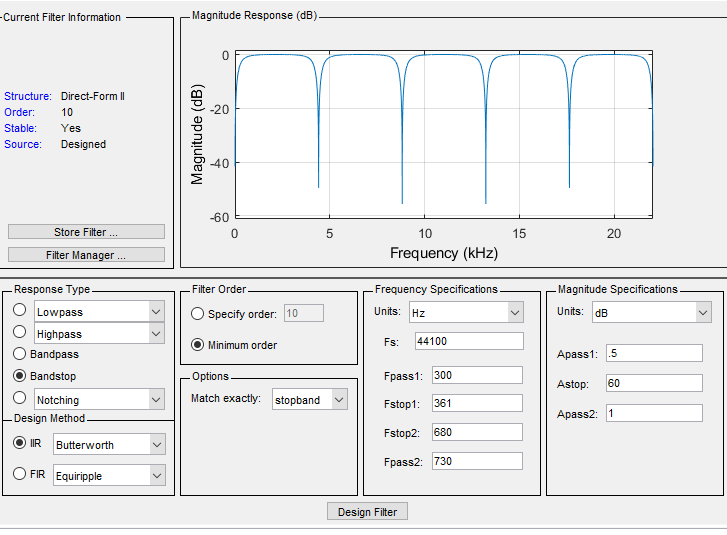 Current Filter Information
Structure: Direct-Form II
Order: 10
Stable: Yes
Source: Designed
Store Filter ...
Filter Manager ...
Magnitude Response (dB)
Magnitude (dB)
0
-20
-40
-60
0 5 10 15 20
Frequency (kHz)
Response Type
Lowpass
Highpass
Bandpass
Bandstop
Notching
Design Method
IIR Butterworth
FIR Equiripple
Filter Order
Specify order: 10
Minimum order
Options
Match exactly: stopband
Frequency Specifications
Units: Hz
Fs: 44100
Fpass1: 300
Fstop1: 361
Fstop2: 680
Fpass2: 730
Magnitude Specifications
Units: dB
Apass1: .5
Astop: 60
Apass2: 1
Design Filter